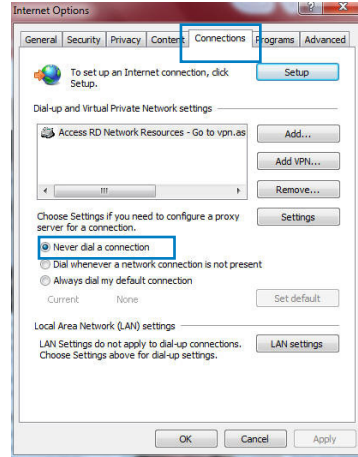 Internet Options
General Security Privacy Content Connections Programs Advanced
To set up an Internet connection, click
Setup.
Setup
Dial-up and Virtual Private Network settings
Access RD Network Resources - Go to vpn.as
Add...
Add VPN...
Remove...
Choose Settings if you need to configure a proxy
server for a connection.
Settings
Never dial a connection
Dial whenever a network connection is not present
Always dial my default connection
Current None
Set default
Local Area Network (LAN) settings
LAN Settings do not apply to dial-up connections.
Choose Settings above for dial-up settings.
LAN settings
OK Cancel Apply